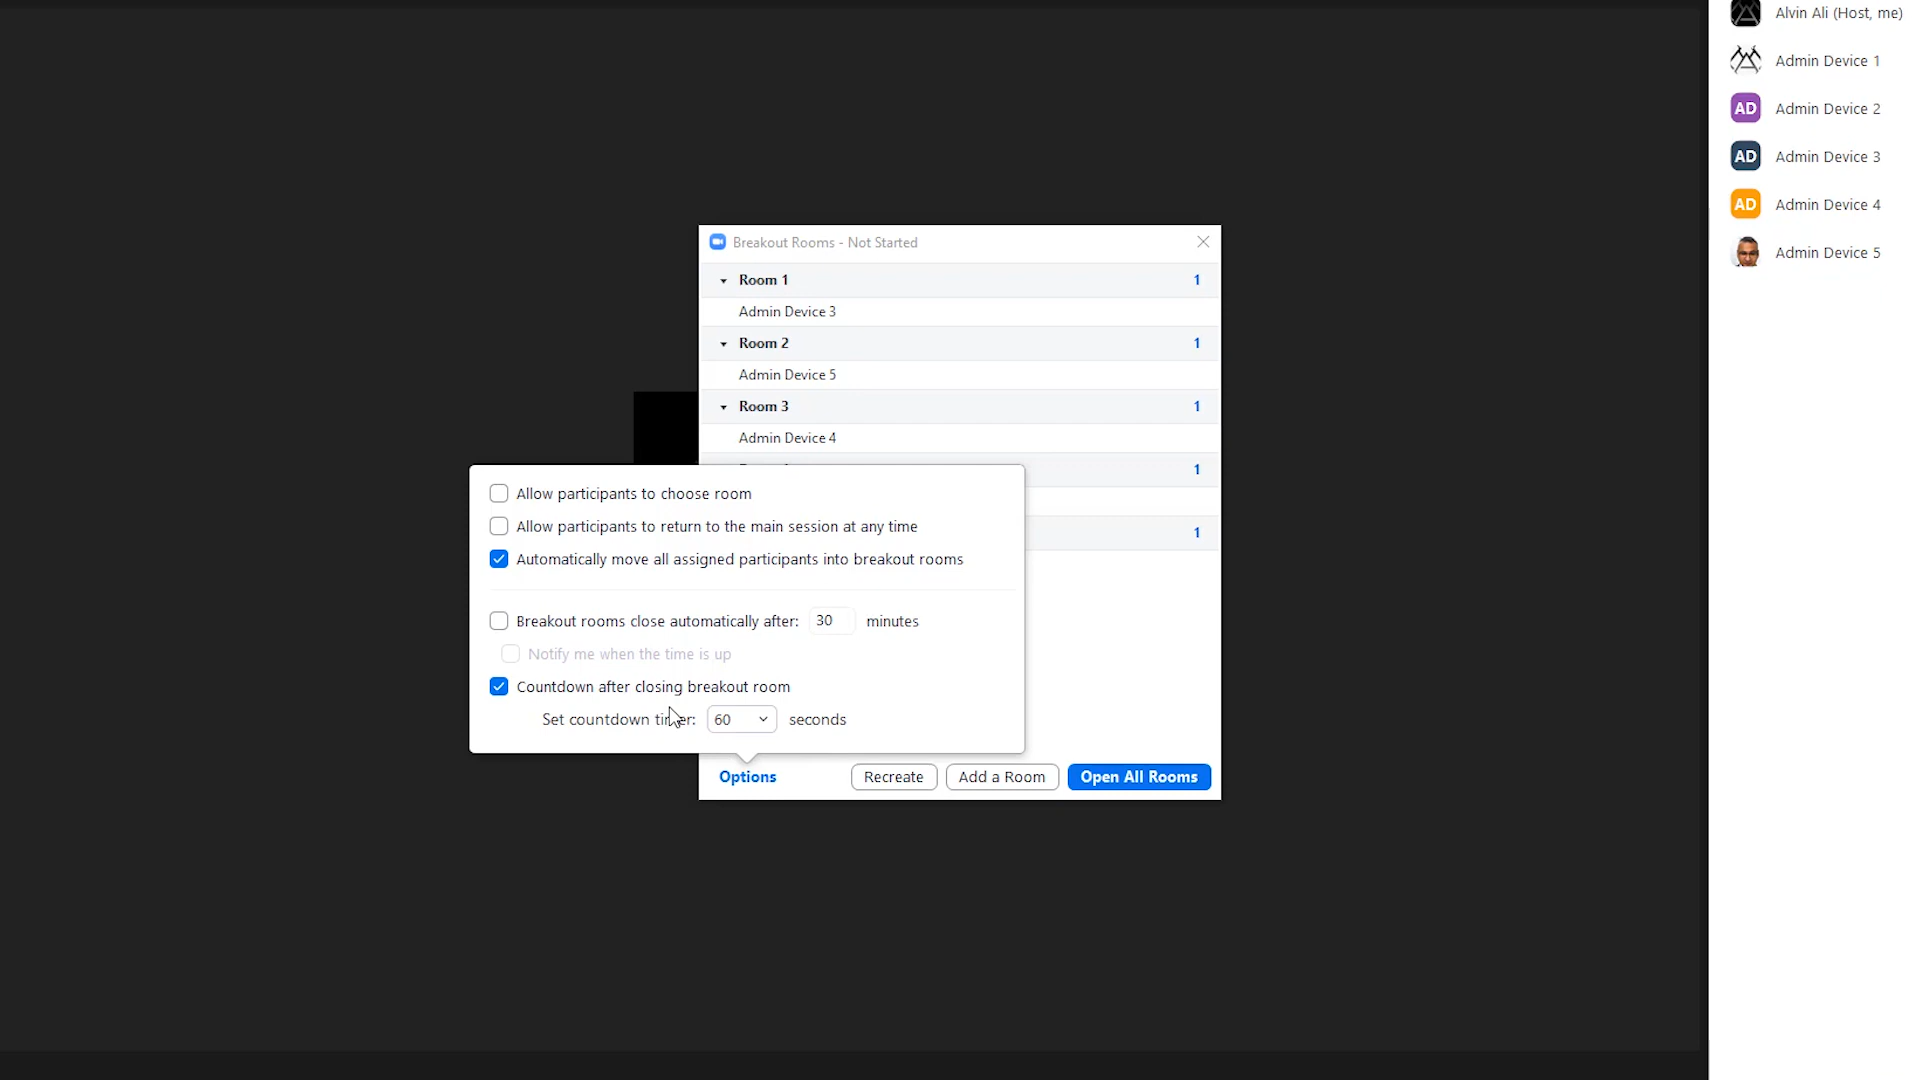 Alvin Ali (Host, me)
Admin Device 1
AD Admin Device 2
AD Admin Device 3
AD Admin Device 4
Admin Device 5
Breakout Rooms - Not Started
Room 1 1
Admin Device 3
Room 2 1
Admin Device 5
Room 3 1
Admin Device 4
1
1
Allow participants to choose room
Allow participants to return to the main session at any time
Automatically move all assigned participants into breakout rooms
Breakout rooms close automatically after: 30 minutes
Notify me when the time is up
Countdown after closing breakout room
Set countdown timer: 60 seconds
Options Recreate Add a Room Open All Rooms